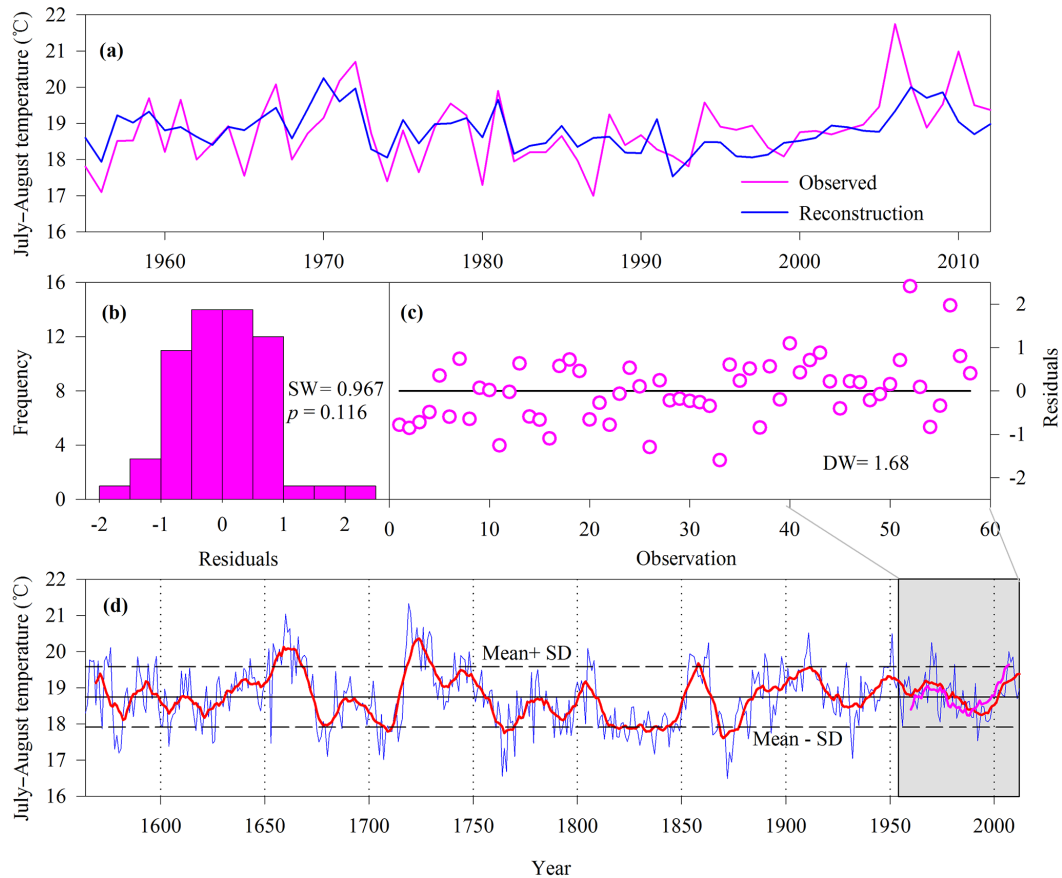 (a)
July–August temperature (℃)
22
21
20
19
18
17
16
Observed
Reconstruction
1960
1970
1980
1990
2000
2010
(b)
Frequency
16
12
8
4
0
SW= 0.967
p = 0.116
-2
-1
0
1
2
Residuals
(c)
2
1
0
-1
-2
Residuals
DW= 1.68
0
10
20
30
40
50
60
Observation
(d)
July–August temperature (℃)
22
21
20
19
18
17
16
Mean+ SD
Mean - SD
1600
1650
1700
1750
1800
1850
1900
1950
2000
Year